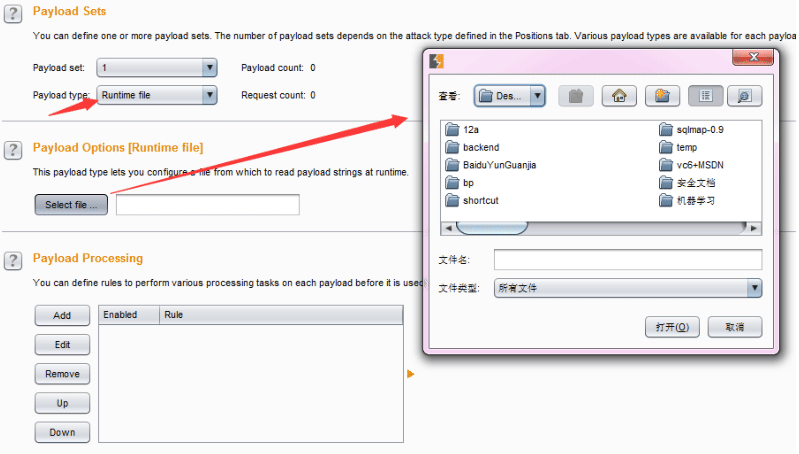 Payload Sets
You can define one or more payload sets. The number of payload sets depends on the attack type defined in the Positions tab. Various payload types are available for each payloa
Payload set: 1 Payload count: 0
Payload type: Runtime file Request count: 0
Payload Options [Runtime file]
This payload type lets you configure a file from which to read payload strings at runtime.
Select file ...
Payload Processing
You can define rules to perform various processing tasks on each payload before it is used
Add
Edit
Remove
Up
Down
Enabled Rule
查看: Des...
12a
backend
BaiduYunGuanjia
bp
shortcut
sqlmap-0.9
temp
vc6+MSDN
安全文档
机器学习
文件名:
文件类型: 所有文件
打开(O) 取消